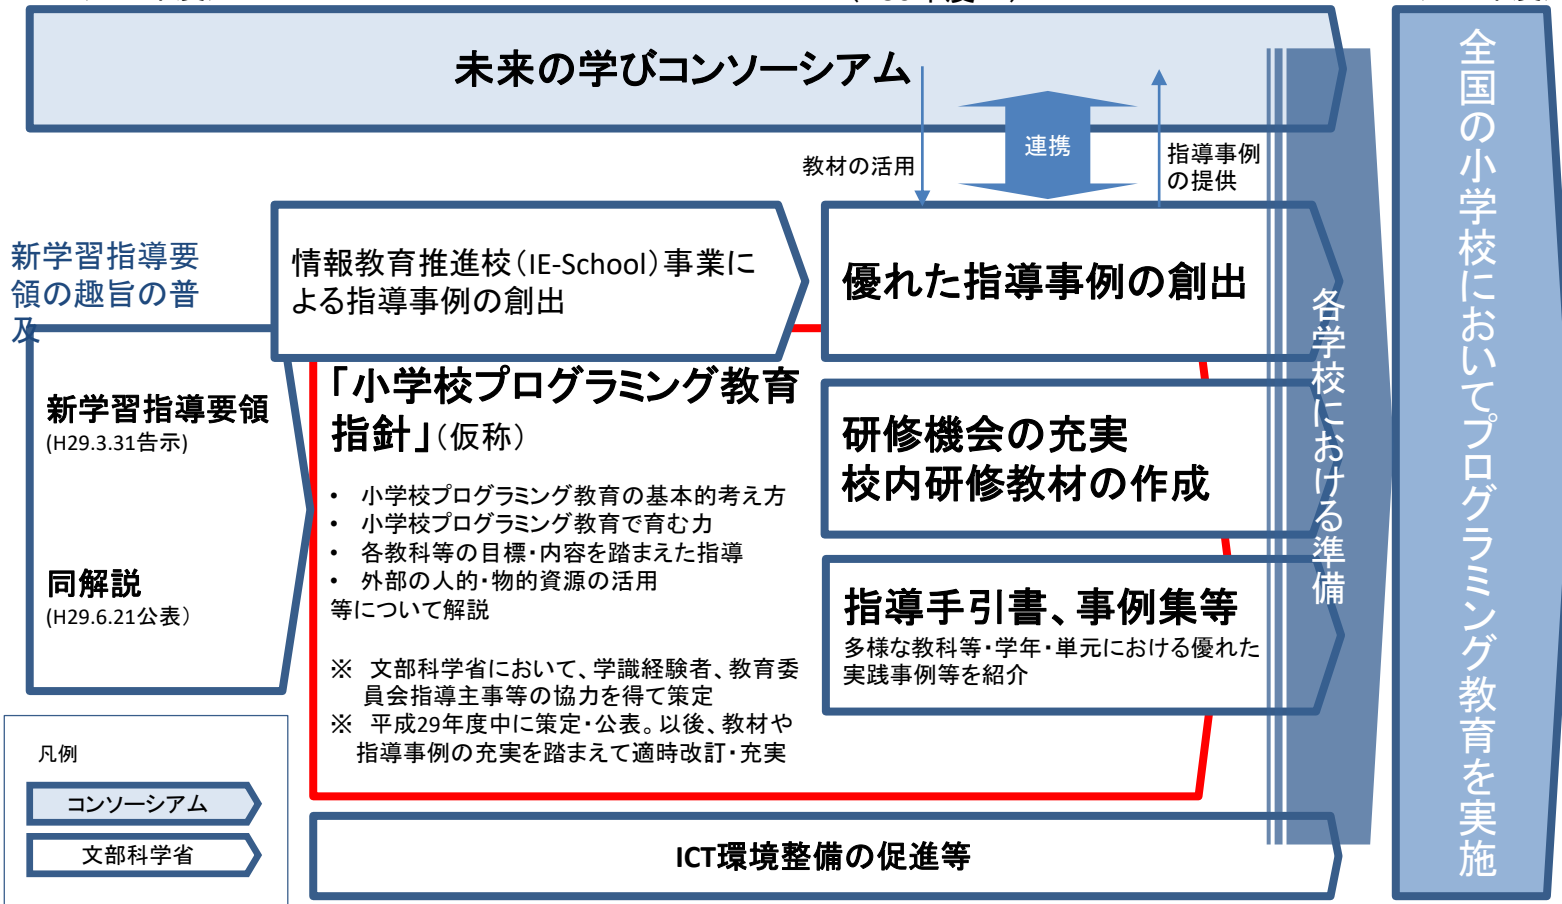 未来の学びコンソーシアム
教材の活用
連携
指導事例
の提供
新学習指導要
領の趣旨の普
及
情報教育推進校(IE-School)事業に
よる指導事例の創出
優れた指導事例の創出
新学習指導要領
(H29.3.31告示)
同解説
(H29.6.21公表)
「小学校プログラミング教育
指針」(仮称)
• 小学校プログラミング教育の基本的考え方
• 小学校プログラミング教育で育む力
• 各教科等の目標・内容を踏まえた指導
• 外部の人的・物的資源の活用
等について解説
※ 文部科学省において、学識経験者、教育委
員会指導主事等の協力を得て策定
※ 平成29年度中に策定・公表。以後、教材や
指導事例の充実を踏まえて適時改訂・充実
研修機会の充実
校内研修教材の作成
指導手引書、事例集等
多様な教科等・学年・単元における優れた
実践事例等を紹介
ICT環境整備の促進等
各学校における準備
全国の小学校においてプログラミング教育を実施
凡例
コンソーシアム
文部科学省